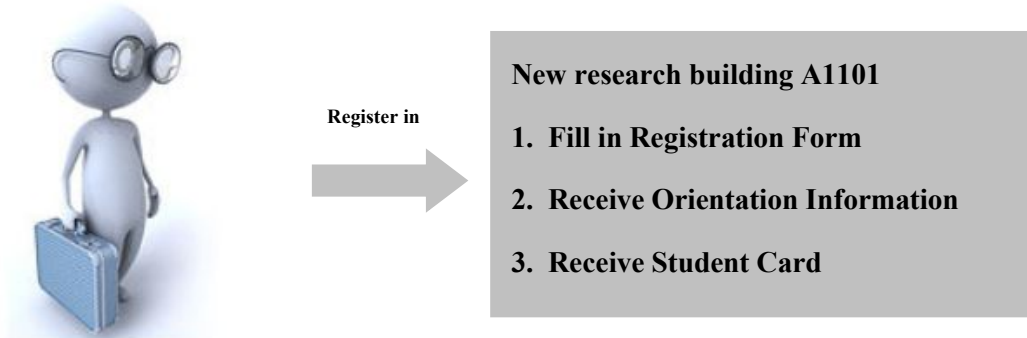 Register in
New research building A1101
1. Fill in Registration Form
2. Receive Orientation Information
3. Receive Student Card